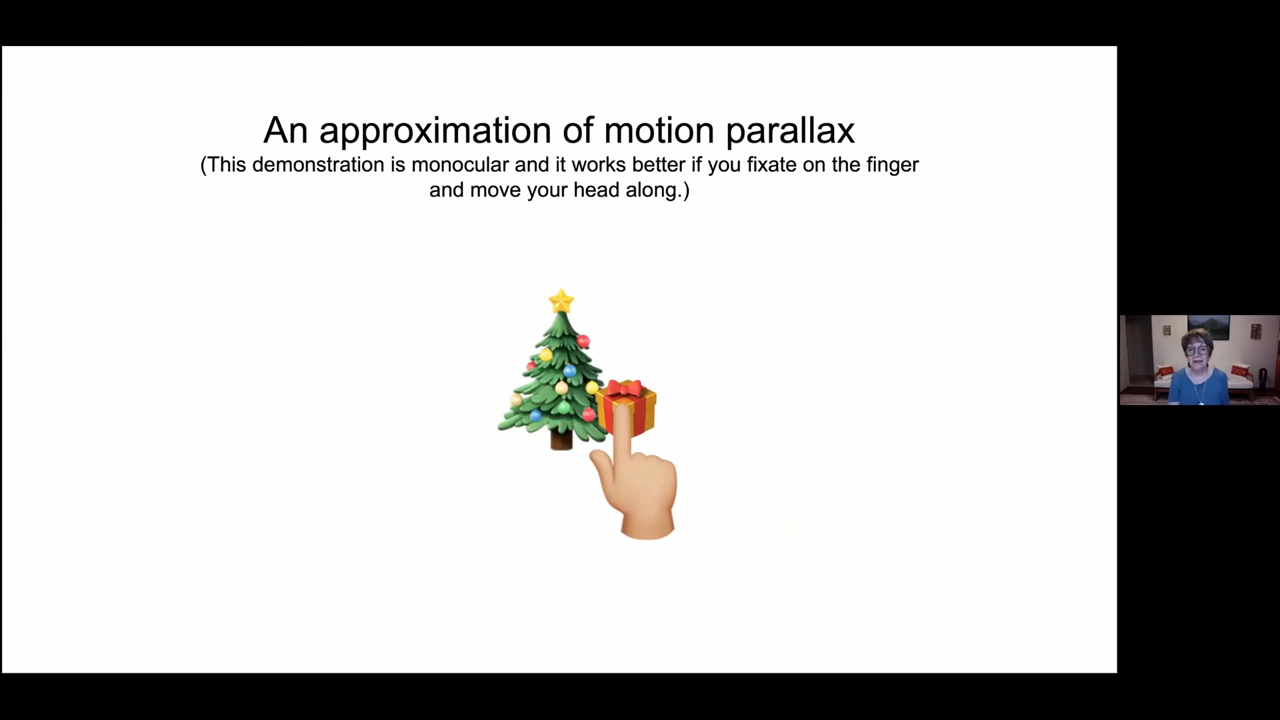 An approximation of motion parallax
(This demonstration is monocular and it works better if you fixate on the finger
and move your head along.)